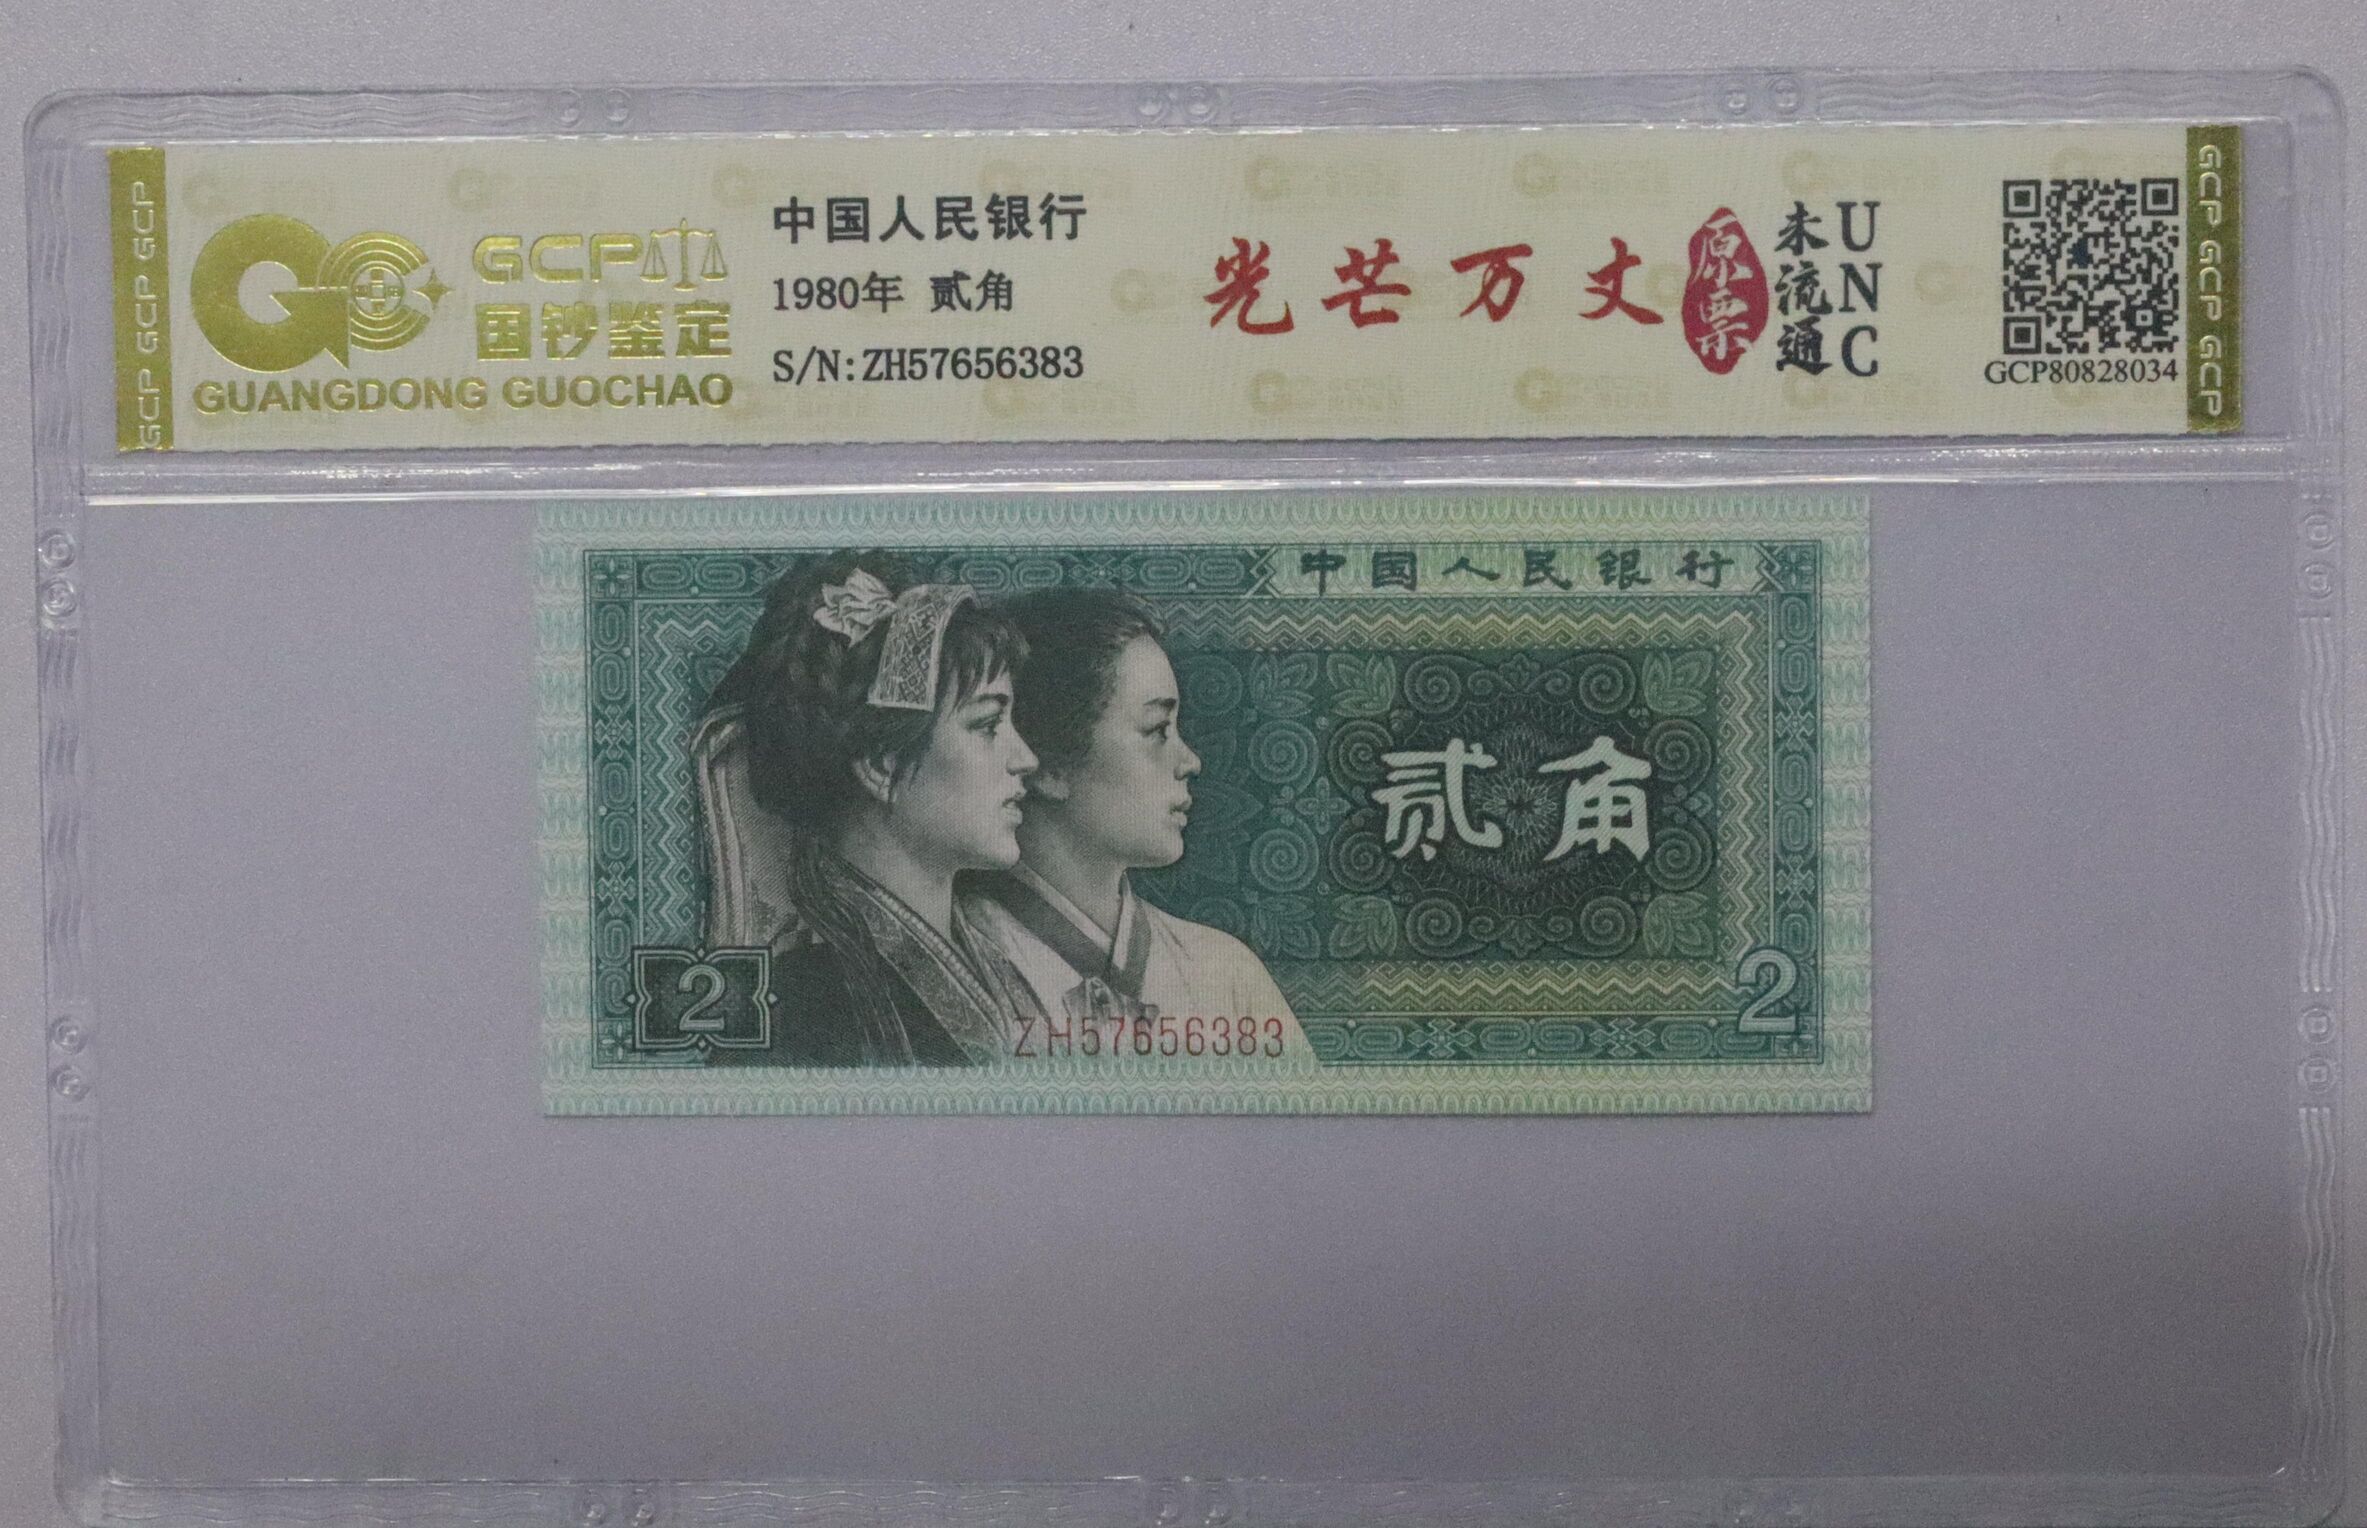 GCP GCP GCP
GCP
国钞鉴定
GUANGDONG GUOCHAO
中国人民银行
1980年 贰角
S/N:ZH57656383
光芒万丈
原票
未流通
UNC
GCP80828034
GCP GCP GCP
中国人民银行
贰角
2
2
ZH57656383